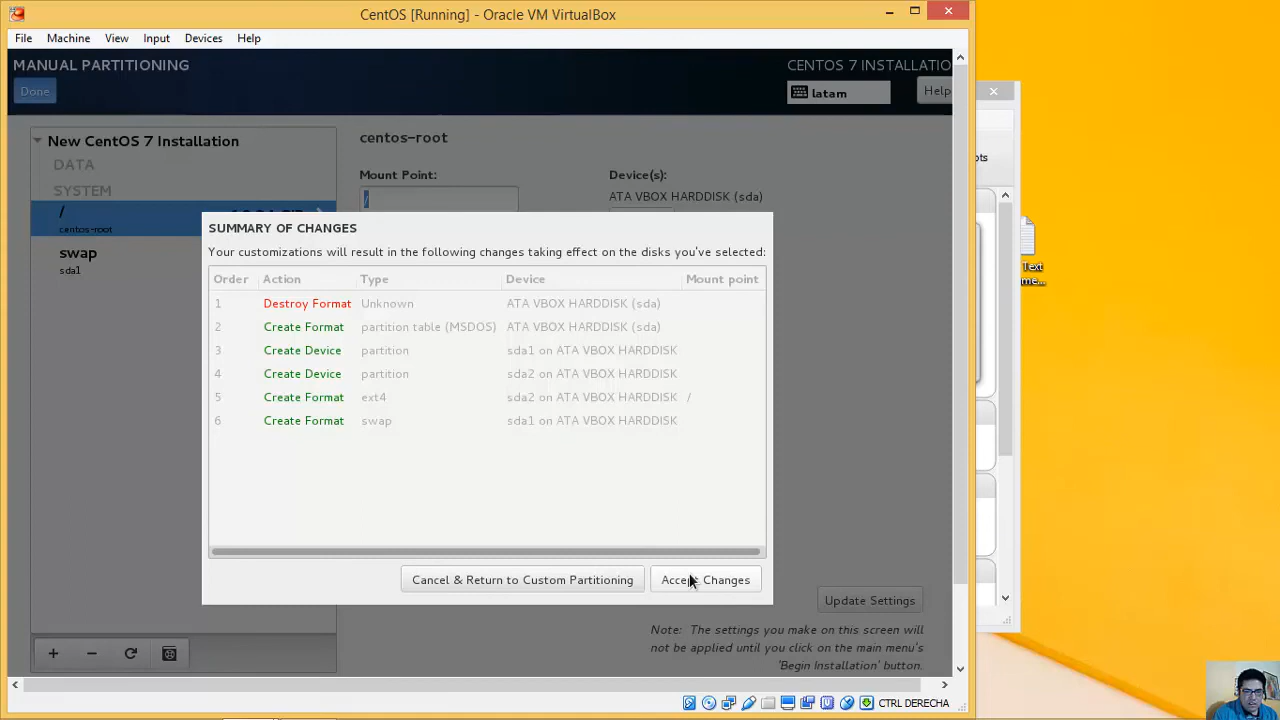 CentOS [Running] - Oracle VM VirtualBox
File Machine View Input Devices Help
MANUAL PARTITIONING
CENTOS 7 INSTALLATIO
Done
latam
Help
New CentOS 7 Installation
DATA
SYSTEM
/
centos-root
swap
sda1
centos-root
Mount Point:
/
Device(s):
ATA VBOX HARDDISK (sda)
SUMMARY OF CHANGES
Your customizations will result in the following changes taking effect on the disks you've selected:
Order Action Type Device Mount point
1 Destroy Format Unknown ATA VBOX HARDDISK (sda)
2 Create Format partition table (MSDOS) ATA VBOX HARDDISK (sda)
3 Create Device partition sda1 on ATA VBOX HARDDISK
4 Create Device partition sda2 on ATA VBOX HARDDISK
5 Create Format ext4 sda2 on ATA VBOX HARDDISK /
6 Create Format swap sda1 on ATA VBOX HARDDISK
Cancel & Return to Custom Partitioning
Accept Changes
Update Settings
Note: The settings you make on this screen will
not be applied until you click on the main menu's
'Begin Installation' button.
+ − 
CTRL DERECHA
ots
Text
me...